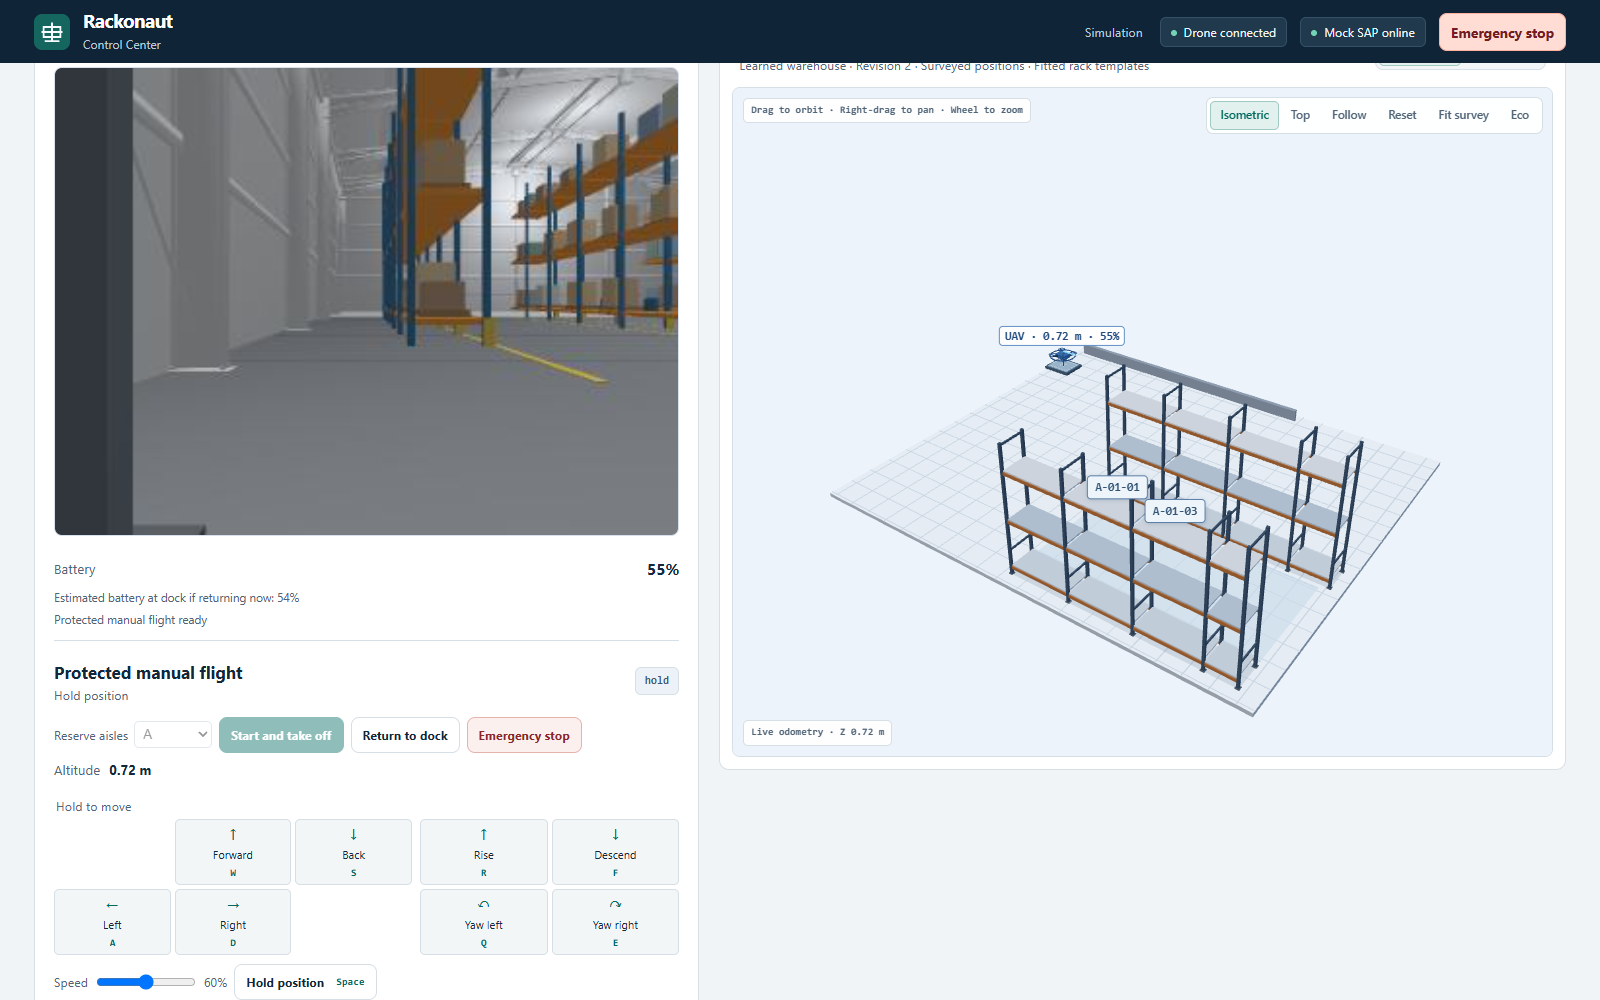 Rackonaut
Control Center
Simulation
Drone connected
Mock SAP online
Emergency stop
Learned warehouse · Revision 2 · Surveyed positions · Fitted rack templates
Drag to orbit · Right-drag to pan · Wheel to zoom
Isometric
Top
Follow
Reset
Fit survey
Eco
UAV · 0.72 m · 55%
A-01-01
A-01-03
Live odometry · Z 0.72 m
Battery
55%
Estimated battery at dock if returning now: 54%
Protected manual flight ready
Protected manual flight
Hold position
hold
Reserve aisles
A
Start and take off
Return to dock
Emergency stop
Altitude 0.72 m
Hold to move
↑
Forward
W
↓
Back
S
↑
Rise
R
↓
Descend
F
←
Left
A
→
Right
D
↶
Yaw left
Q
↷
Yaw right
E
Speed
60%
Hold position Space